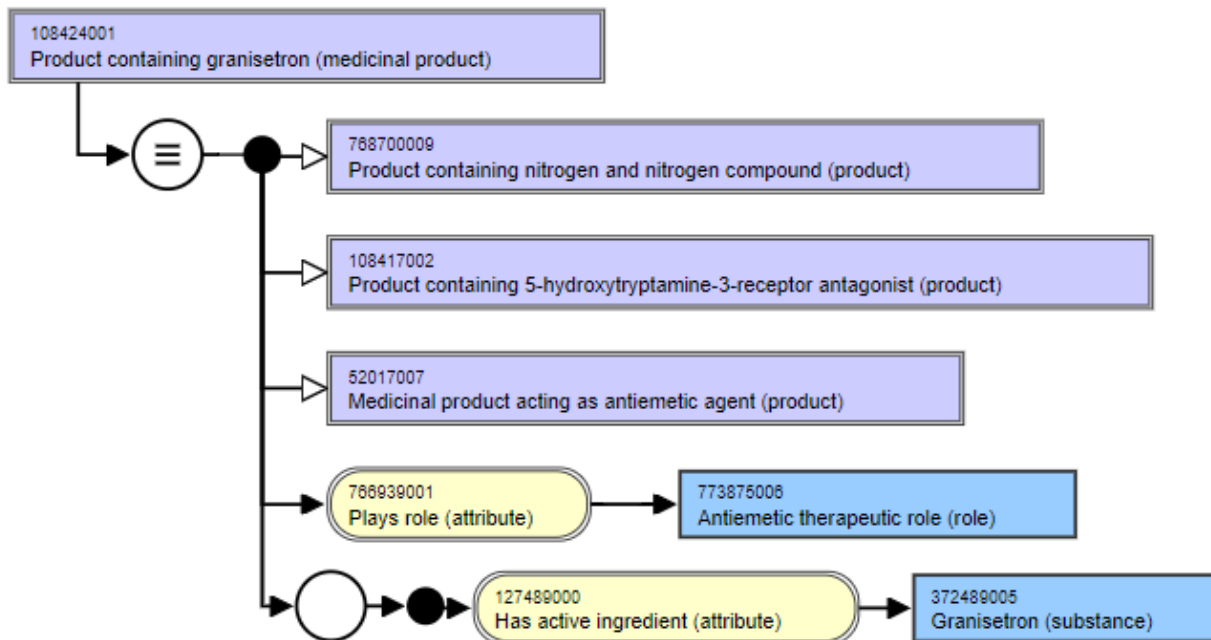 108424001
Product containing granisetron (medicinal product)
768700009
Product containing nitrogen and nitrogen compound (product)
108417002
Product containing 5-hydroxytryptamine-3-receptor antagonist (product)
52017007
Medicinal product acting as antiemetic agent (product)
766939001
Plays role (attribute)
773875006
Antiemetic therapeutic role (role)
127489000
Has active ingredient (attribute)
372489005
Granisetron (substance)